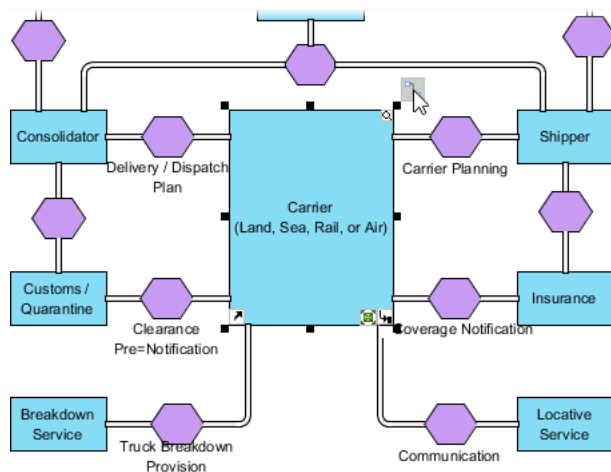 Consolidator
Delivery / Dispatch
Plan
Carrier
(Land, Sea, Rail, or Air)
Carrier Planning
Shipper
Customs /
Quarantine
Clearance
Pre=Notification
Coverage Notification
Insurance
Breakdown
Service
Truck Breakdown
Provision
Communication
Locative
Service